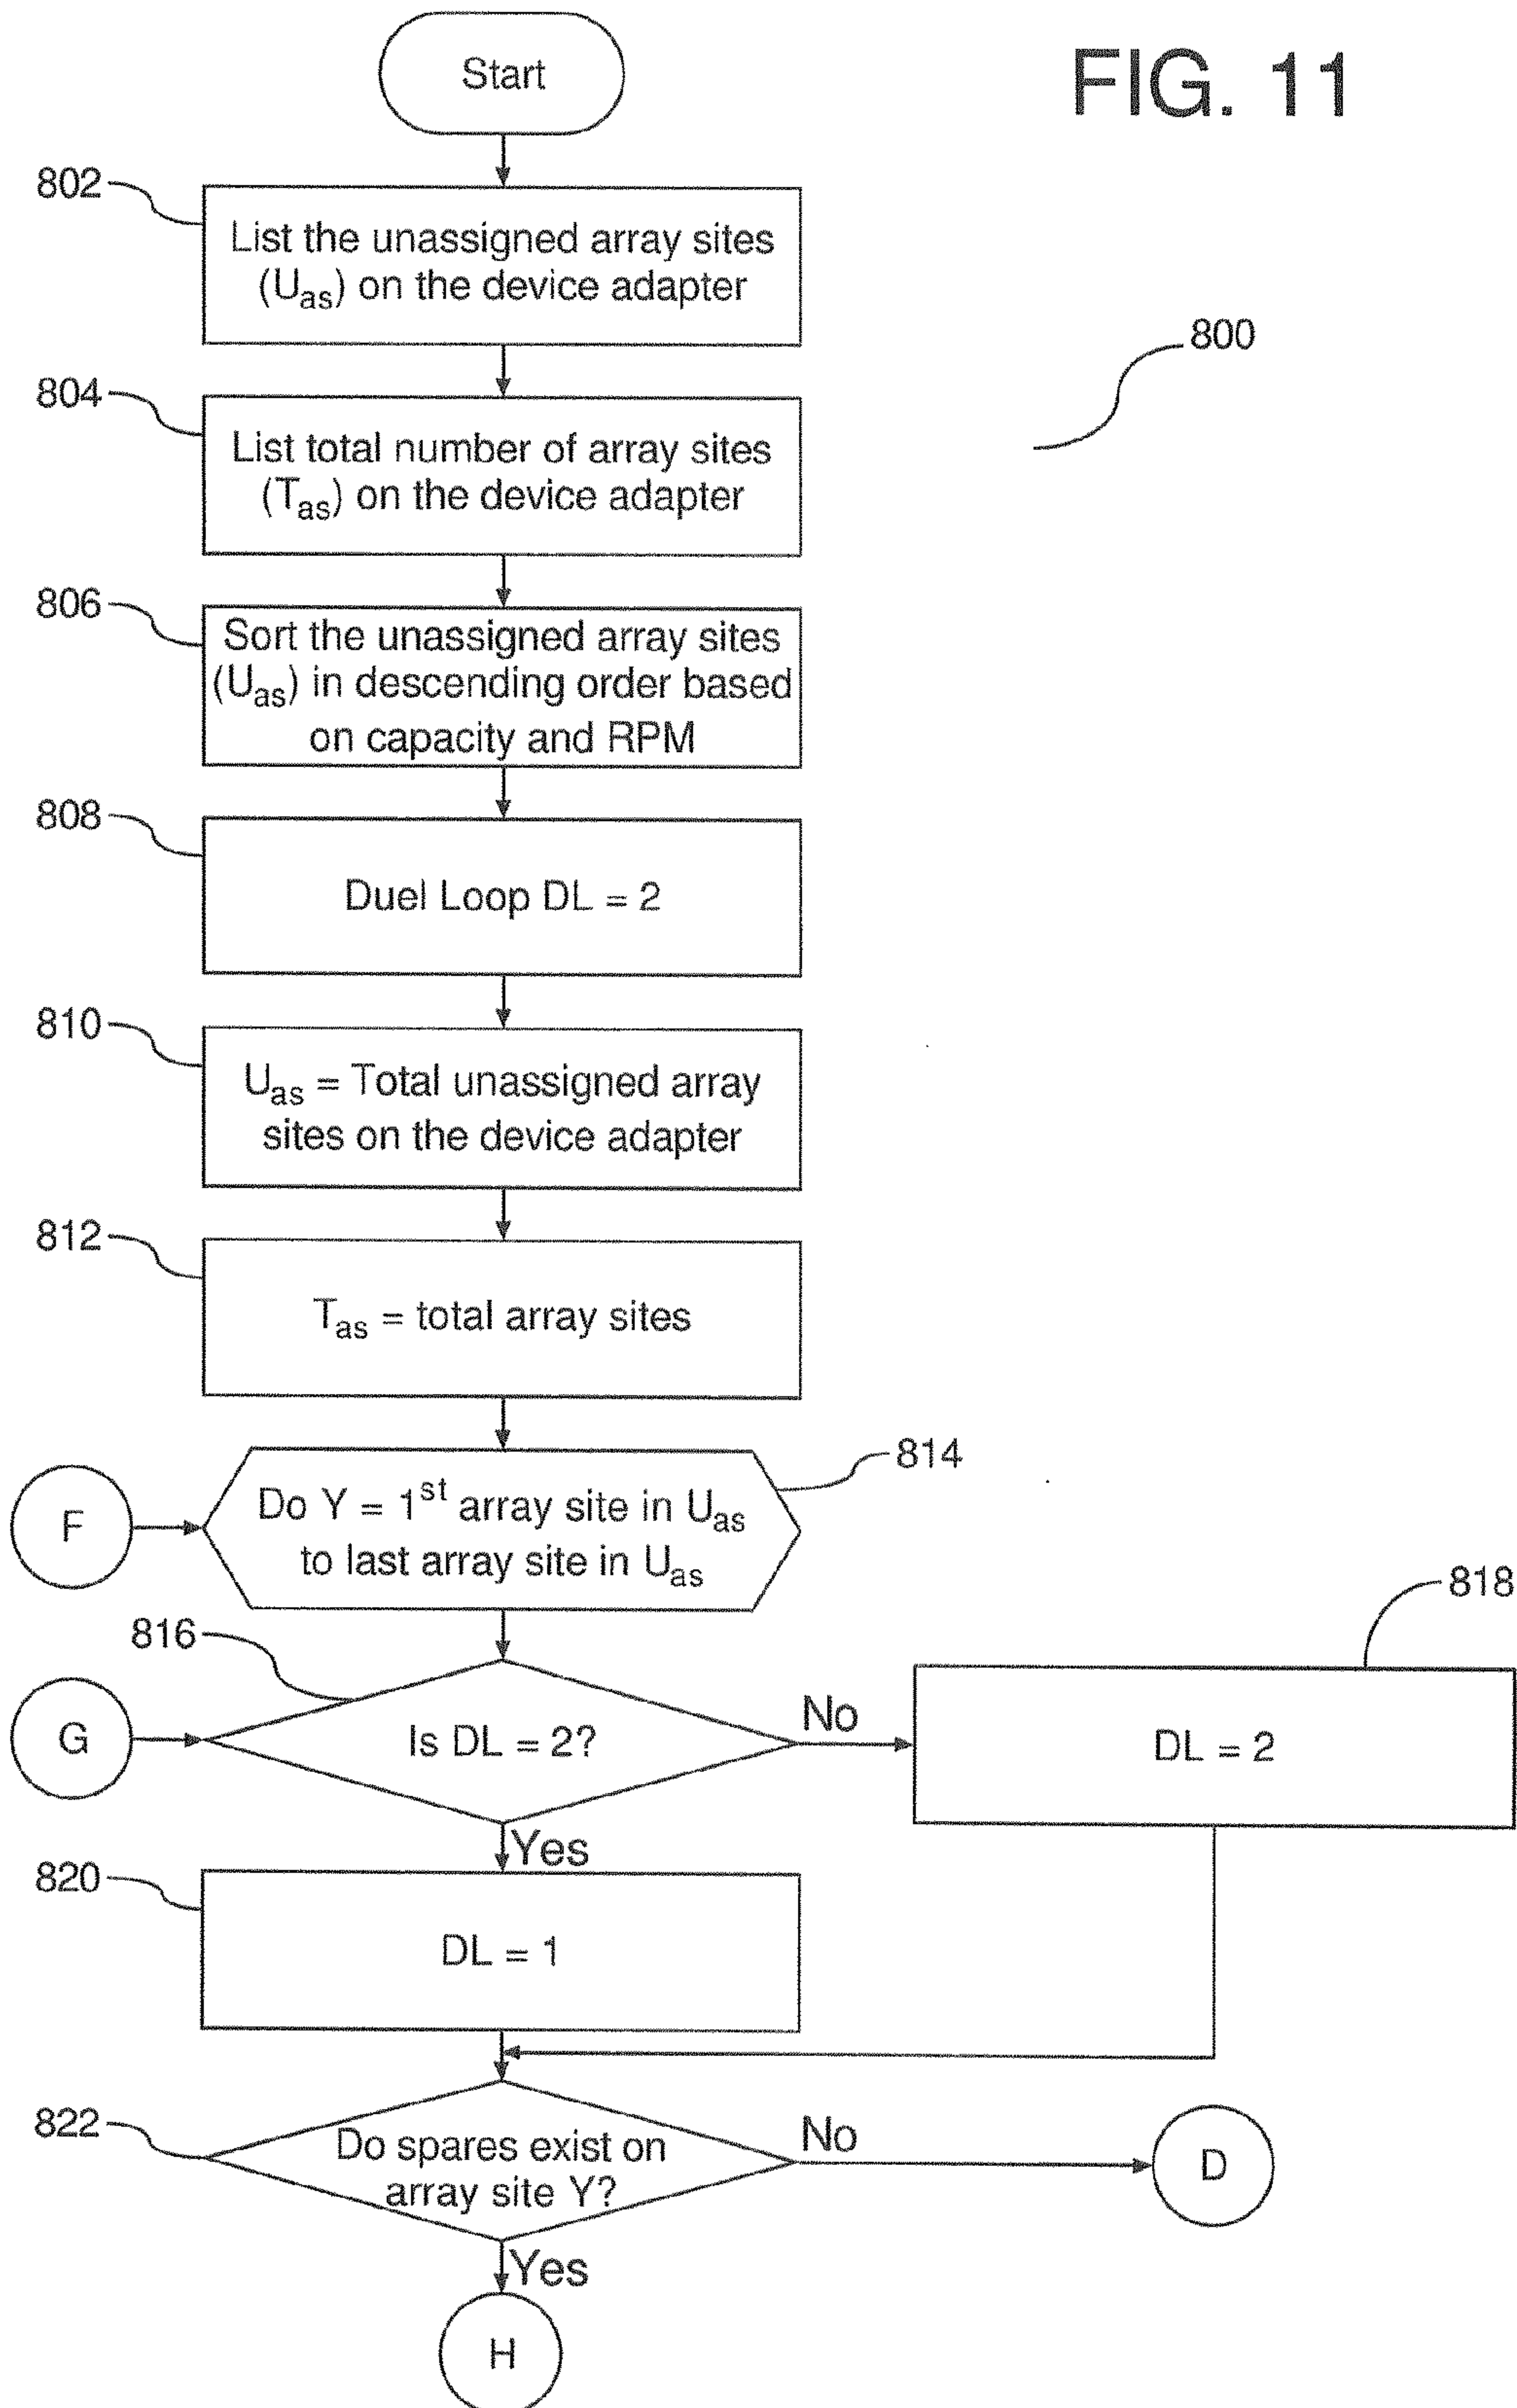 FIG. 11
Start
802
List the unassigned array sites
(Uas) on the device adapter
800
804
List total number of array sites
(Tas) on the device adapter
806
Sort the unassigned array sites
(Uas) in descending order based
on capacity and RPM
808
Duel Loop DL = 2
810
Uas = Total unassigned array
sites on the device adapter
812
Tas = total array sites
814
F
Do Y = 1st array site in Uas
to last array site in Uas
818
816
G
Is DL = 2?
No
DL = 2
Yes
820
DL = 1
822
Do spares exist on
array site Y?
No
D
Yes
H